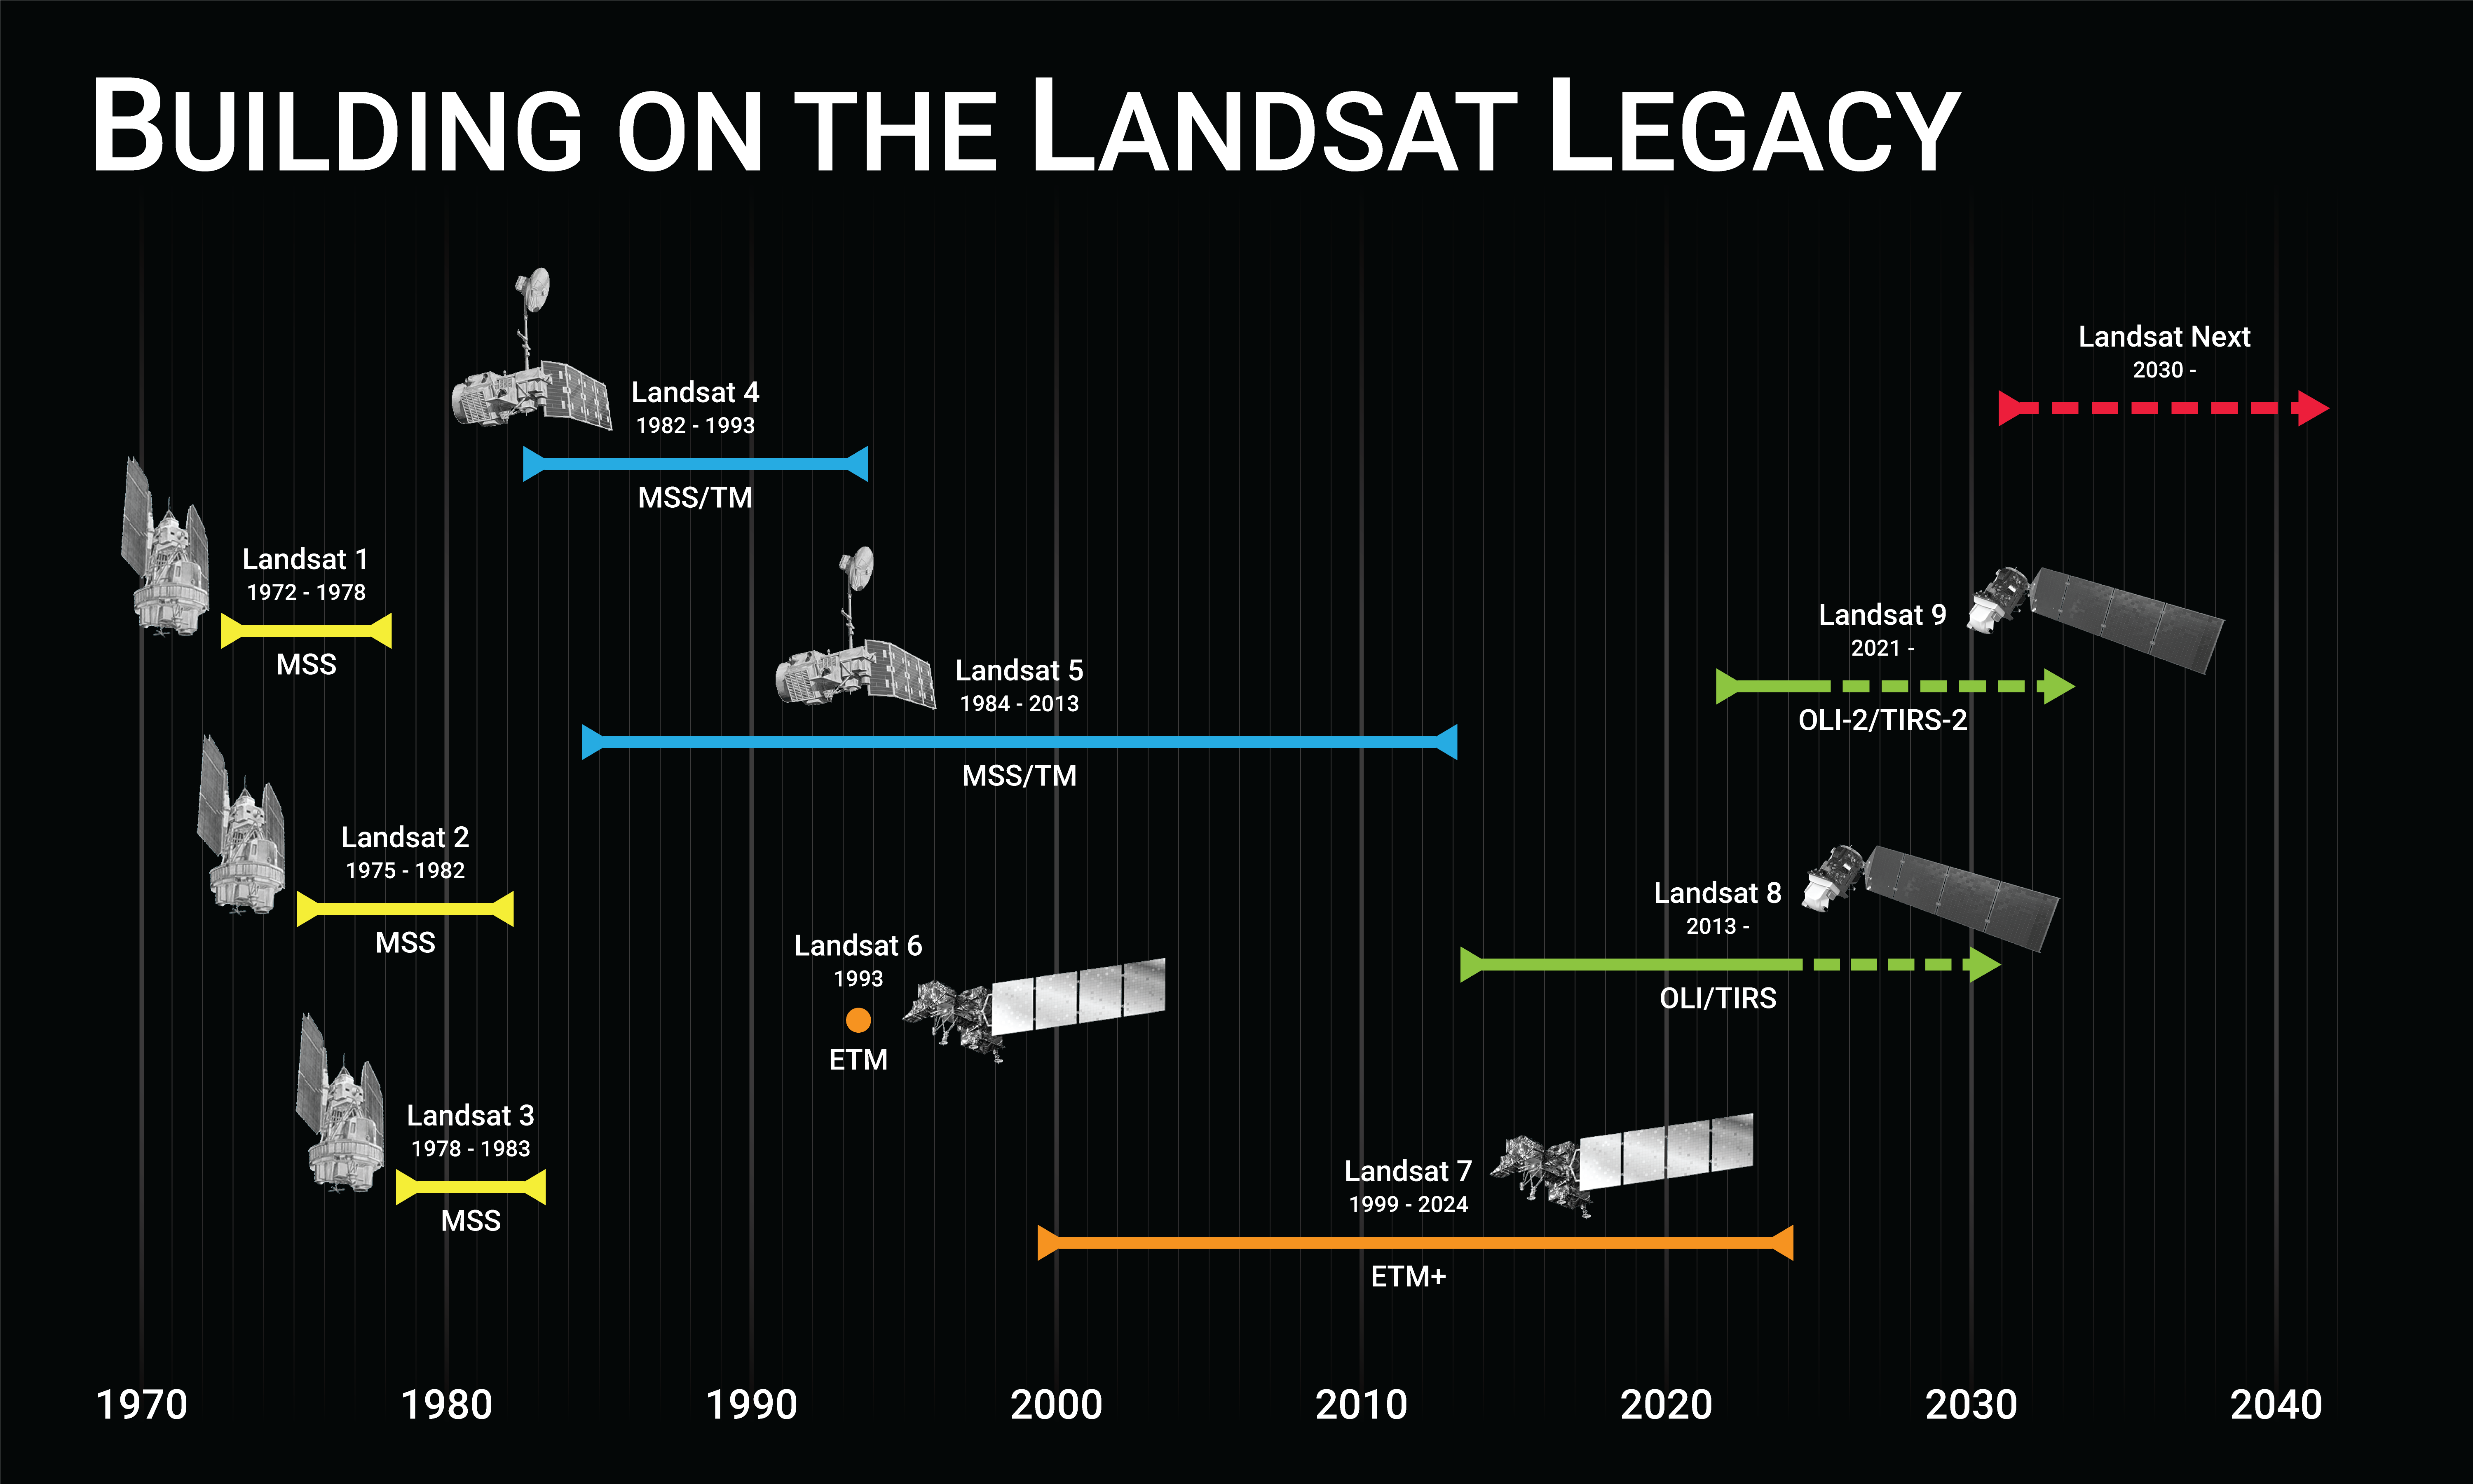 BUILDING ON THE LANDSAT LEGACY
Landsat Next
2030 -
Landsat 4
1982 - 1993
MSS/TM
Landsat 1
1972 - 1978
MSS
Landsat 9
2021 -
OLI-2/TIRS-2
Landsat 5
1984 - 2013
MSS/TM
Landsat 2
1975 - 1982
MSS
Landsat 8
2013 -
OLI/TIRS
Landsat 6
1993
ETM
Landsat 3
1978 - 1983
MSS
Landsat 7
1999 - 2024
ETM+
1970 1980 1990 2000 2010 2020 2030 2040